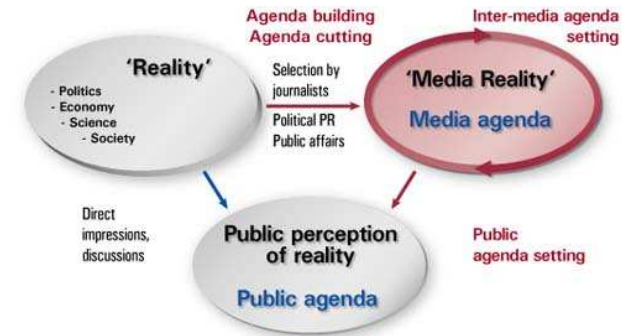 Agenda building
Agenda cutting
Inter-media agenda
setting
'Reality'
- Politics
- Economy
- Science
- Society
Selection by
journalists
Political PR
Public affairs
'Media Reality'
Media agenda
Direct
impressions,
discussions
Public perception
of reality
Public agenda
Public
agenda setting